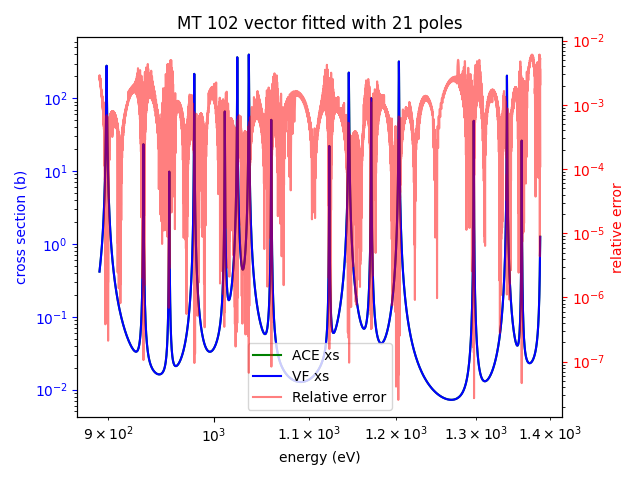 MT 102 vector fitted with 21 poles
cross section (b)
10²
10¹
10⁰
10⁻¹
10⁻²
10⁻²
10⁻³
10⁻⁴
10⁻⁵
10⁻⁶
10⁻⁷
relative error
ACE xs
VF xs
Relative error
9 × 10² 10³ 1.1 × 10³ 1.2 × 10³ 1.3 × 10³ 1.4 × 10³
energy (eV)